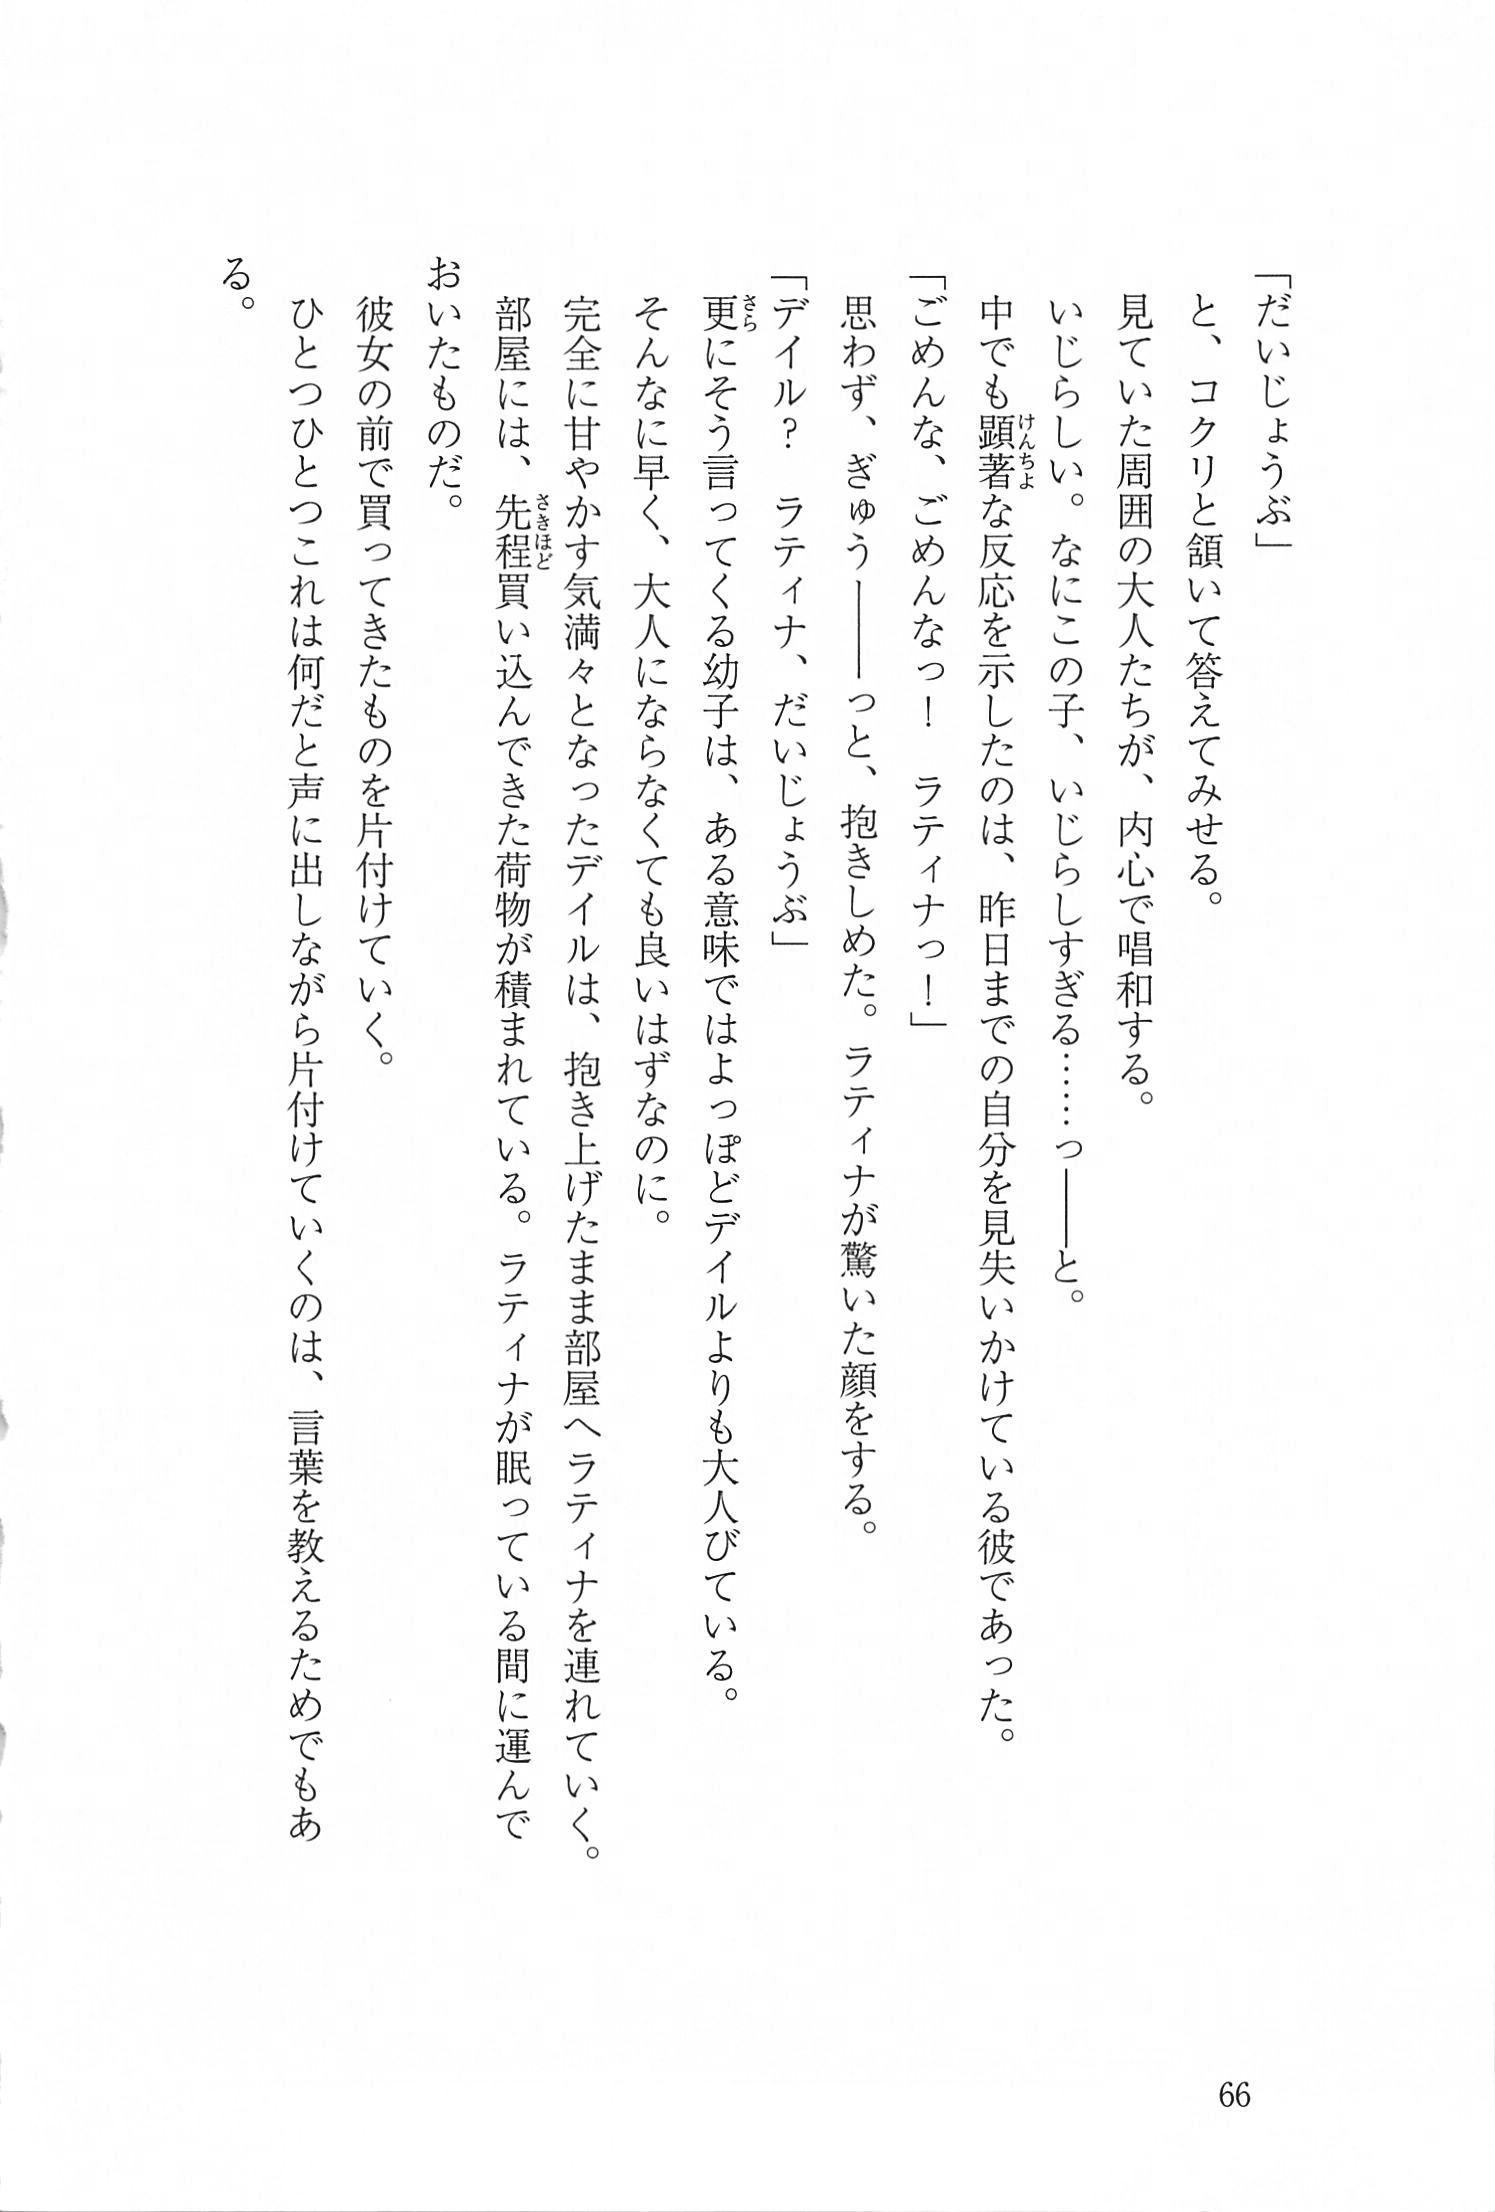 「だいじょうぶ」
と、コクリと頷いて答えてみせる。
見ていた周囲の大人たちが、内心で唱和する。
いじらしい。なにこの子、いじらしすぎる……っ――と。
中でも顕著な反応を示したのは、昨日までの自分を見失いかけている彼であった。
「ごめんな、ごめんなっ！　ラティナっ！」
思わず、ぎゅう――っと、抱きしめた。ラティナが驚いた顔をする。
「デイル？　ラティナ、だいじょうぶ」
更にそう言ってくる幼子は、ある意味ではよっぽどデイルよりも大人びている。
そんなに早く、大人にならなくても良いはずなのに。
完全に甘やかす気満々となったデイルは、抱き上げたまま部屋へラティナを連れていく。
部屋には、先程買い込んできた荷物が積まれている。ラティナが眠っている間に運んで
おいたものだ。
彼女の前で買ってきたものを片付けていく。
ひとつひとつこれは何だと声に出しながら片付けていくのは、言葉を教えるためでもあ
る。
66